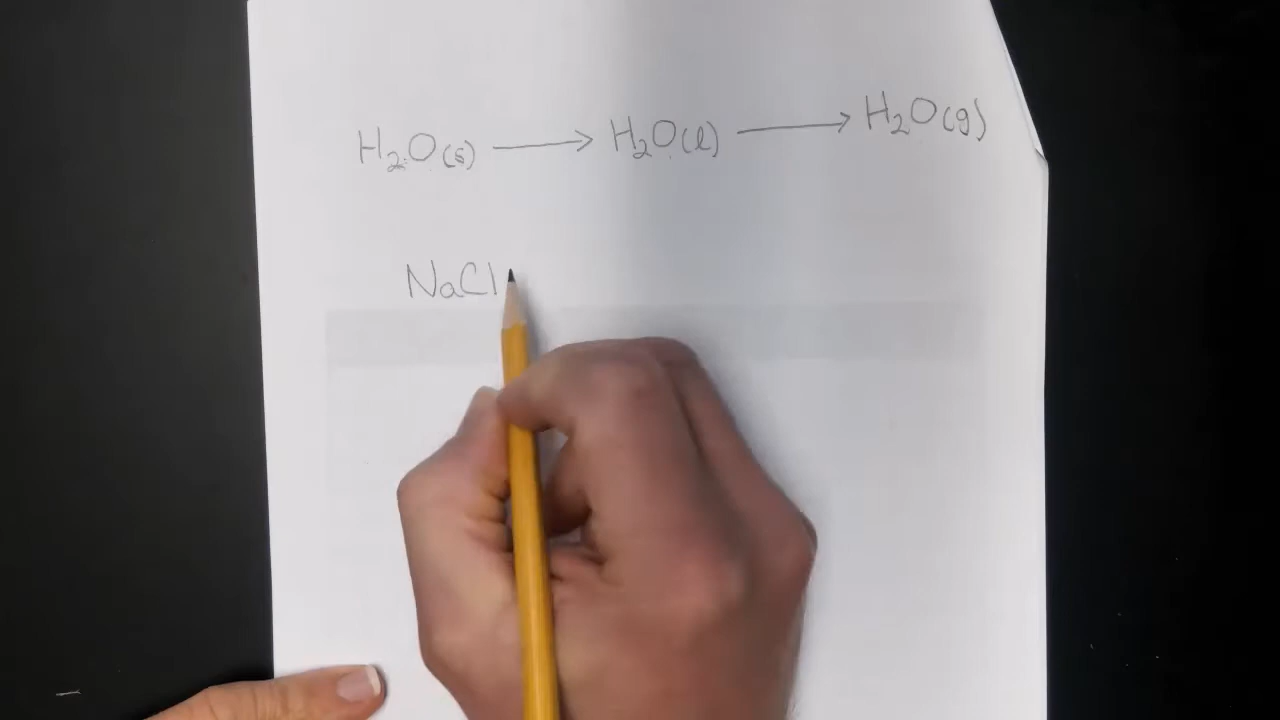 H₂O(s) → H₂O(l) → H₂O(g)
NaCl